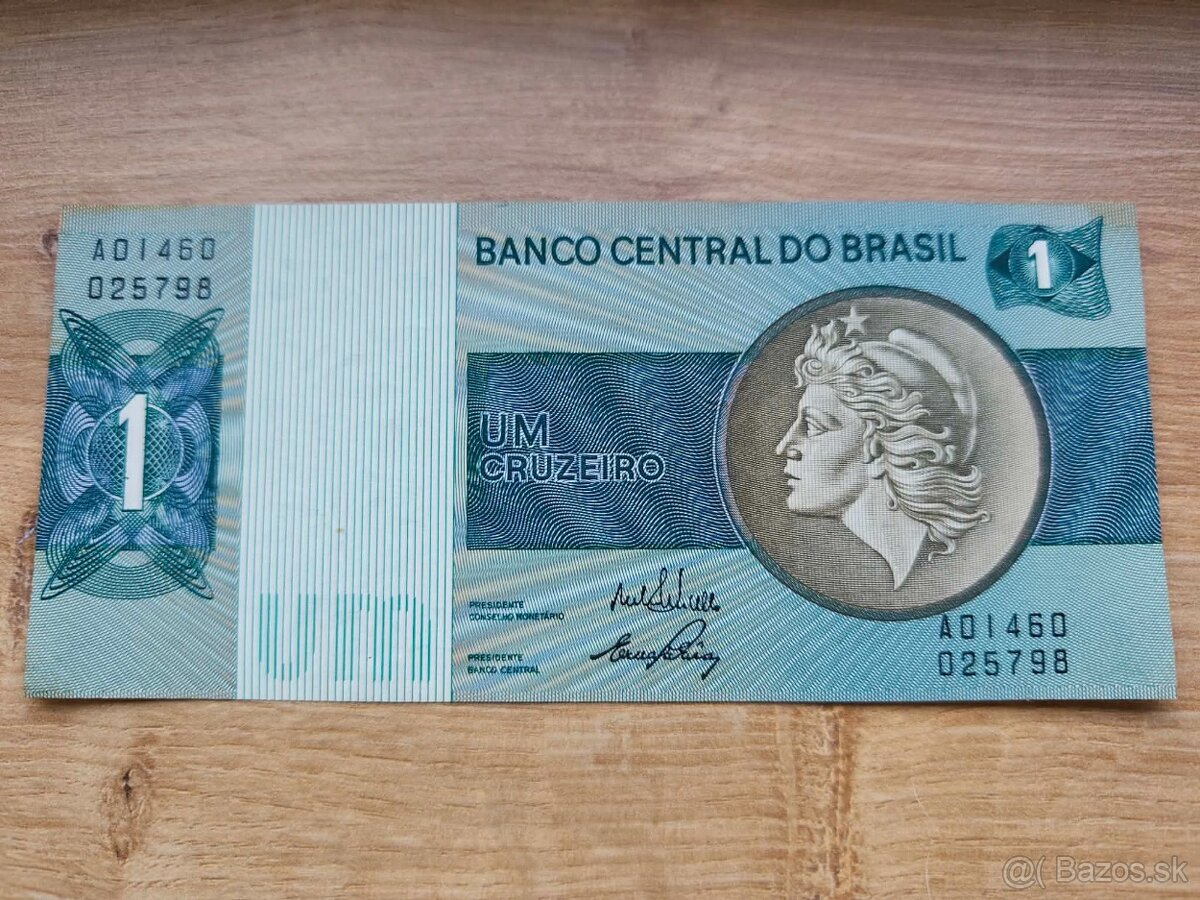 A01460
025798
BANCO CENTRAL DO BRASIL
1
1
UM
CRUZEIRO
UM
PRESIDENTE
CONSELHO MONETÁRIO
PRESIDENTE
BANCO CENTRAL
A01460
025798
@( Bazos.sk